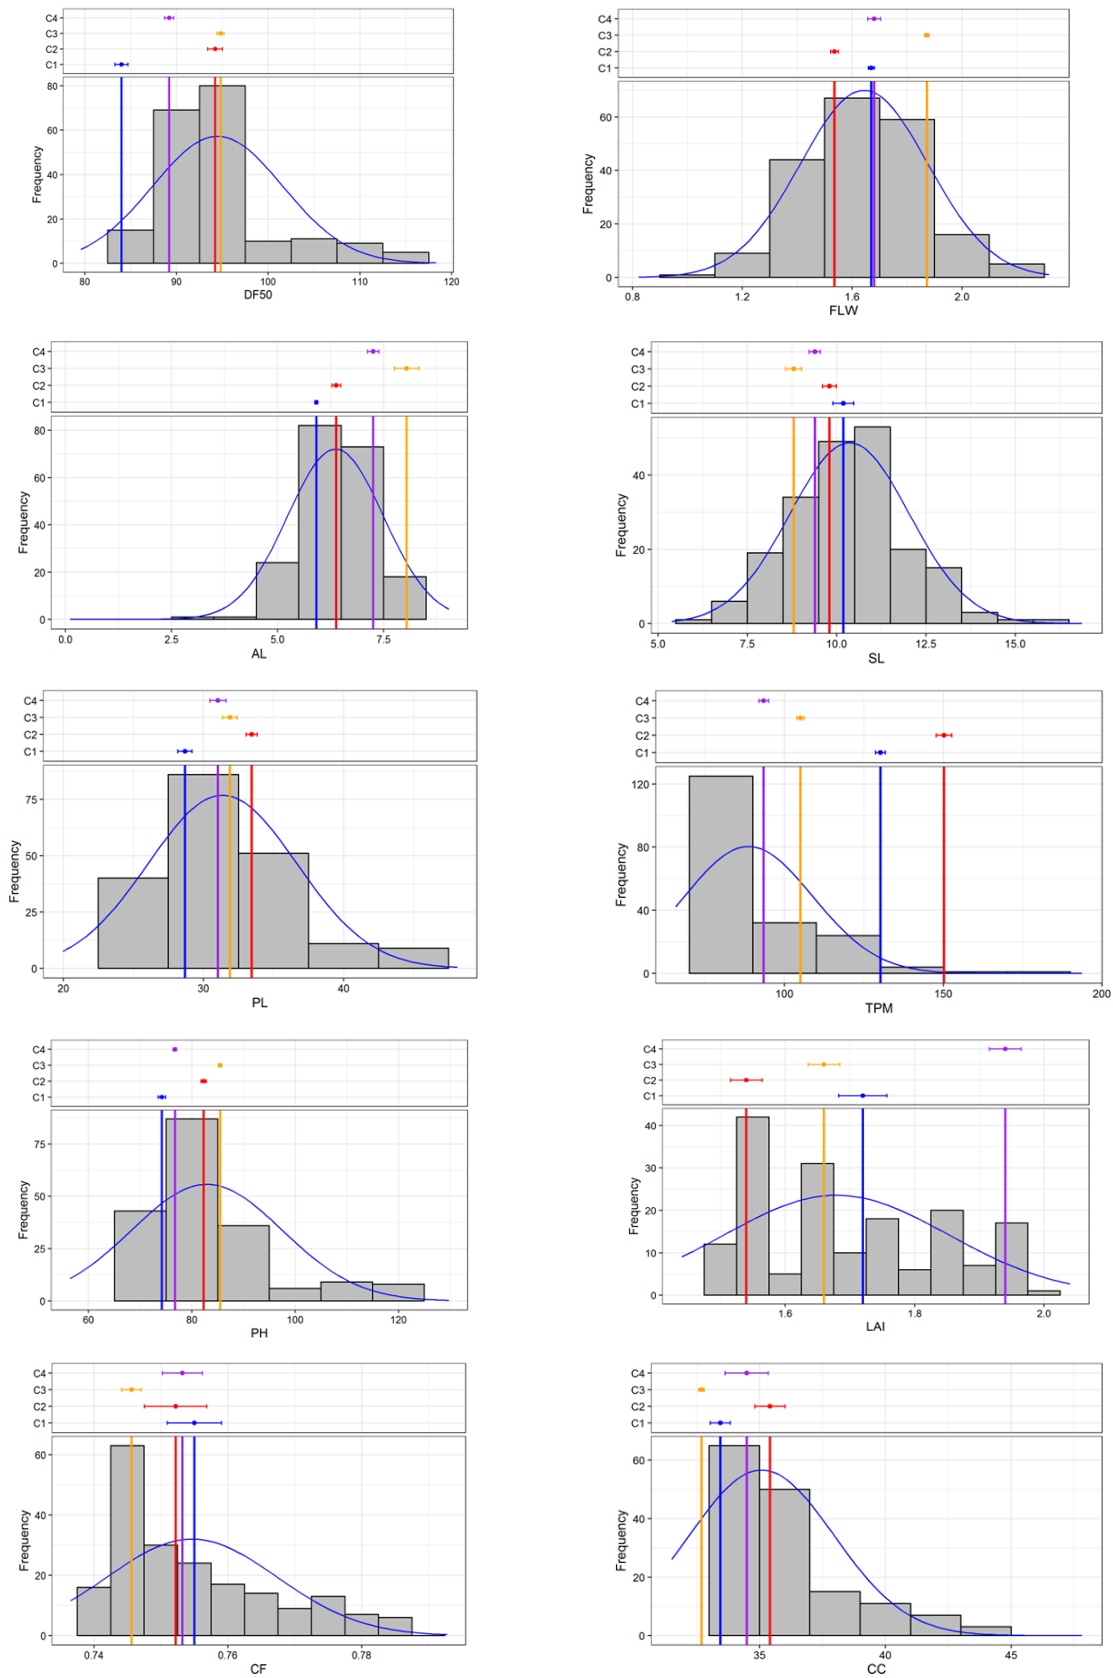 C4
C3
C2
C1
80
60
40
20
0
Frequency
80
90
100
110
120
DF50
C4
C3
C2
C1
60
40
20
0
Frequency
0.8
1.2
1.6
2.0
FLW
C4
C3
C2
C1
80
60
40
20
0
Frequency
0.0
2.5
5.0
7.5
AL
C4
C3
C2
C1
40
20
0
Frequency
5.0
7.5
10.0
12.5
15.0
SL
C4
C3
C2
C1
75
50
25
0
Frequency
20
30
40
PL
C4
C3
C2
C1
120
80
40
0
Frequency
100
150
200
TPM
C4
C3
C2
C1
75
50
25
0
Frequency
60
80
100
120
PH
C4
C3
C2
C1
40
30
20
10
0
Frequency
1.6
1.8
2.0
LAI
C4
C3
C2
C1
60
40
20
0
Frequency
0.74
0.76
0.78
CF
C4
C3
C2
C1
60
40
20
0
Frequency
35
40
45
CC